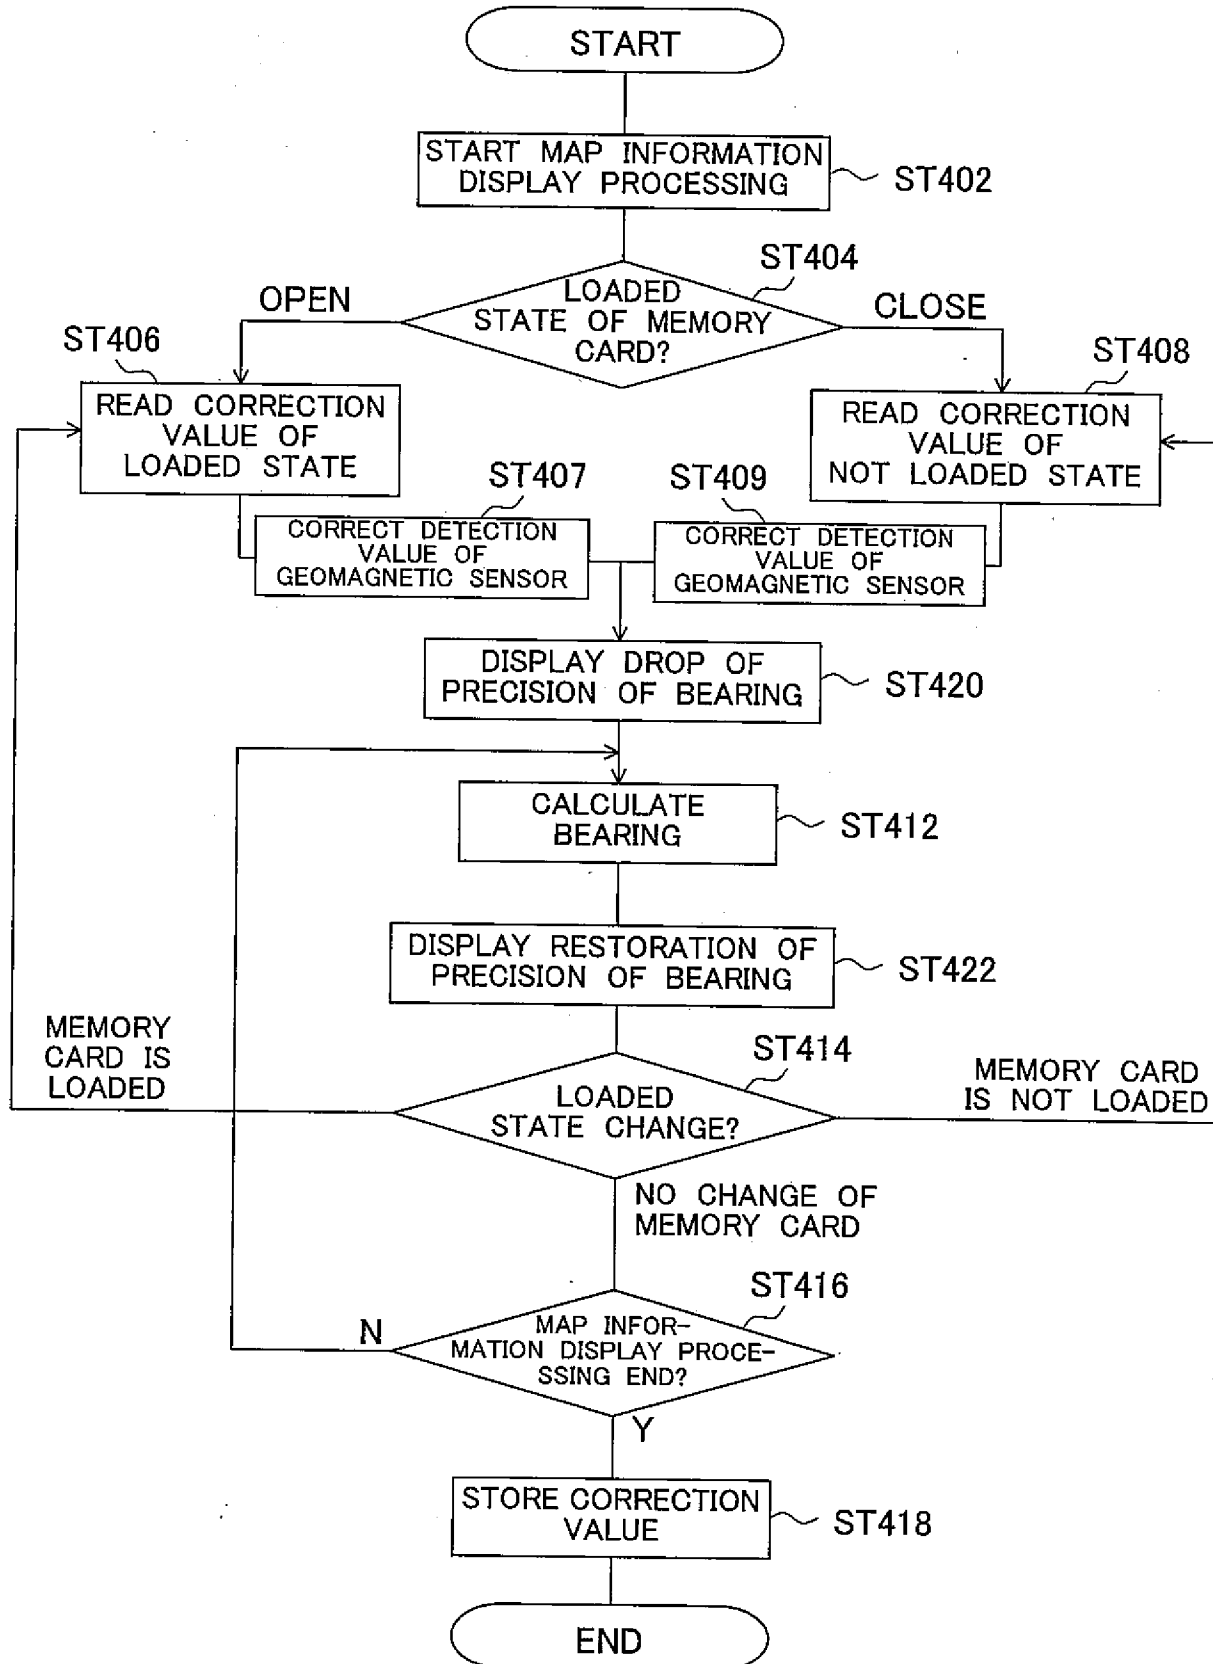 START
START MAP INFORMATION
DISPLAY PROCESSING
ST402
ST404
LOADED
STATE OF MEMORY
CARD?
OPEN
CLOSE
ST406
READ CORRECTION
VALUE OF
LOADED STATE
ST408
READ CORRECTION
VALUE OF
NOT LOADED STATE
ST407
CORRECT DETECTION
VALUE OF
GEOMAGNETIC SENSOR
ST409
CORRECT DETECTION
VALUE OF
GEOMAGNETIC SENSOR
DISPLAY DROP OF
PRECISION OF BEARING
ST420
CALCULATE
BEARING
ST412
DISPLAY RESTORATION OF
PRECISION OF BEARING
ST422
MEMORY
CARD IS
LOADED
ST414
LOADED
STATE CHANGE?
MEMORY CARD
IS NOT LOADED
NO CHANGE OF
MEMORY CARD
ST416
MAP INFOR-
MATION DISPLAY PROCE-
SSING END?
N
Y
STORE CORRECTION
VALUE
ST418
END